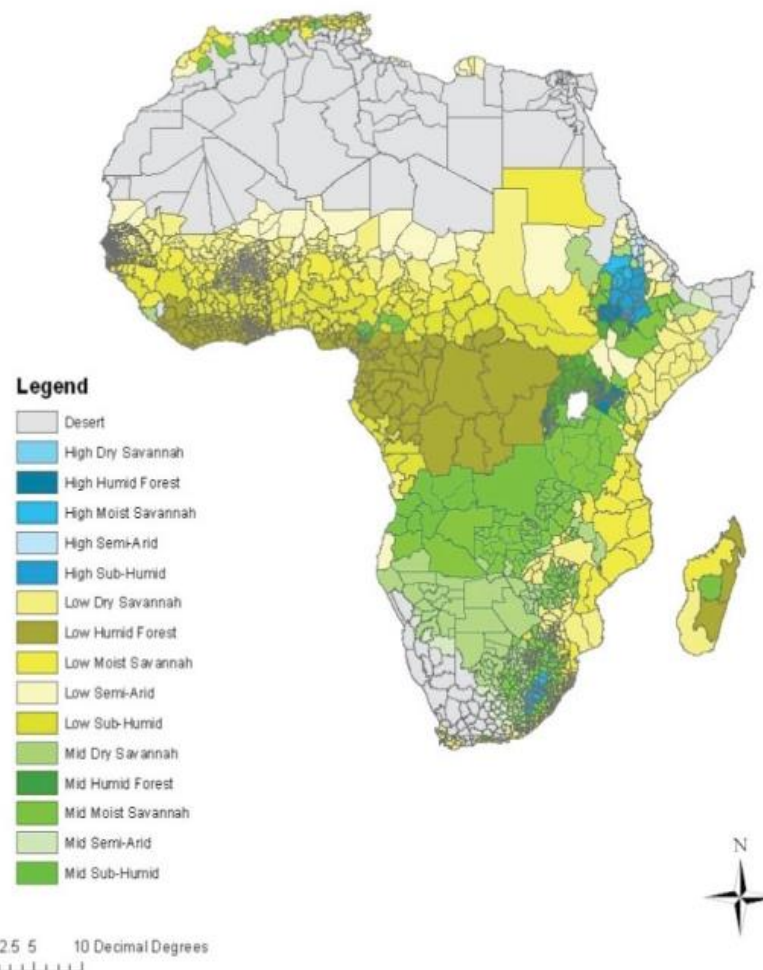 Legend
Desert
High Dry Savannah
High Humid Forest
High Moist Savannah
High Semi-Arid
High Sub-Humid
Low Dry Savannah
Low Humid Forest
Low Moist Savannah
Low Semi-Arid
Low Sub-Humid
Mid Dry Savannah
Mid Humid Forest
Mid Moist Savannah
Mid Semi-Arid
Mid Sub-Humid
N
2.5 5 10 Decimal Degrees